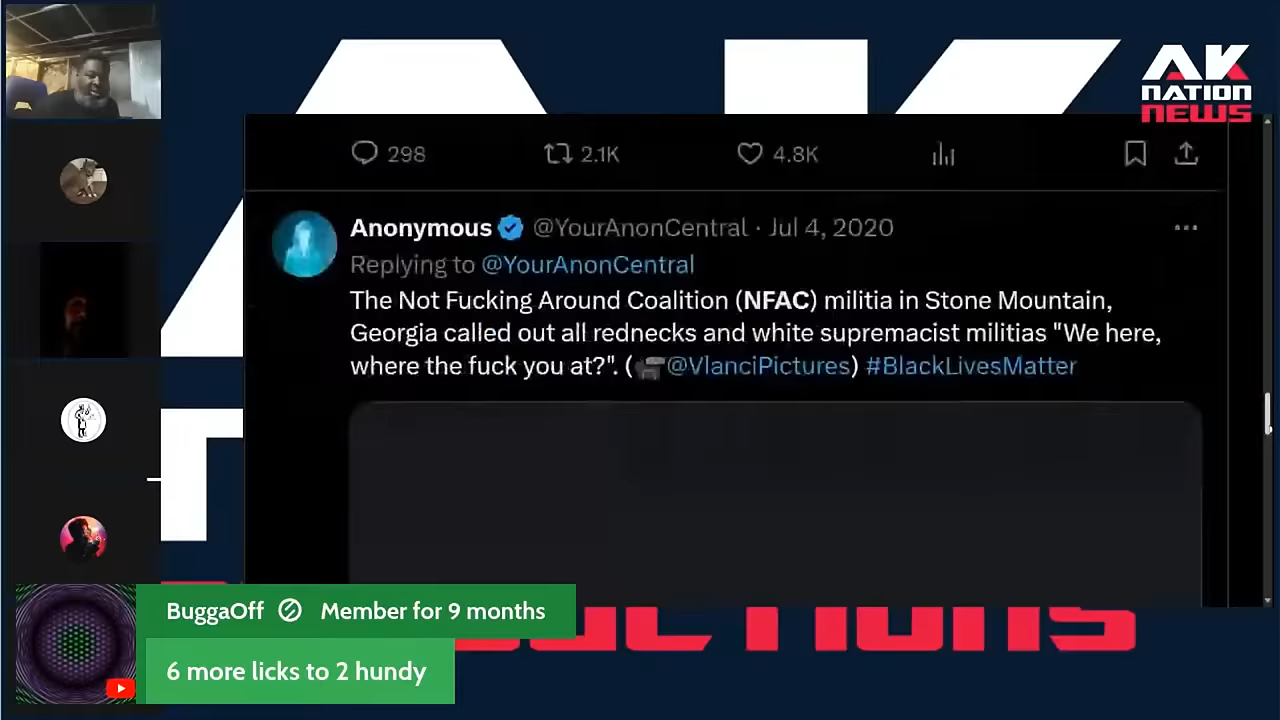 AK
NATION
NEWS
298
2.1K
4.8K
Anonymous @YourAnonCentral · Jul 4, 2020
Replying to @YourAnonCentral
The Not Fucking Around Coalition (NFAC) militia in Stone Mountain,
Georgia called out all rednecks and white supremacist militias "We here,
where the fuck you at?". (@VlanciPictures) #BlackLivesMatter
BuggaOff Member for 9 months
6 more licks to 2 hundy